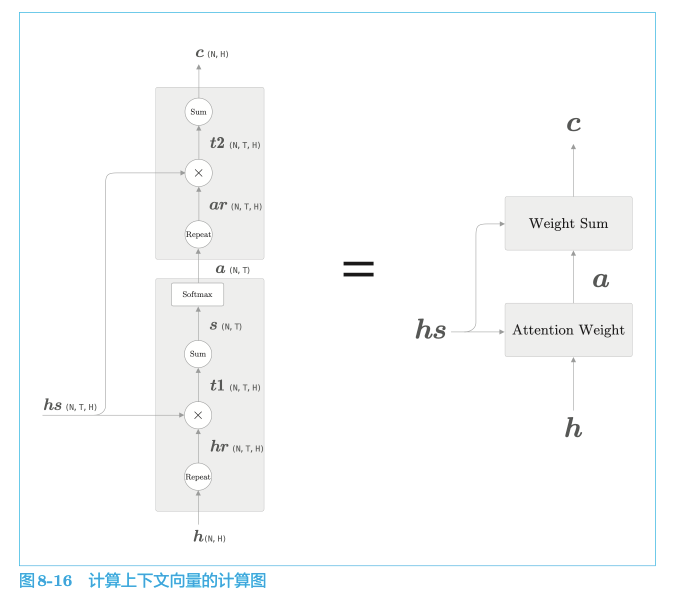 c (N, H)
Sum
t2 (N, T, H)
×
ar (N, T, H)
Repeat
a (N, T)
Softmax
s (N, T)
Sum
t1 (N, T, H)
hs (N, T, H)
×
hr (N, T, H)
Repeat
h (N, H)
=
c
Weight Sum
a
hs
Attention Weight
h
图8-16 计算上下文向量的计算图